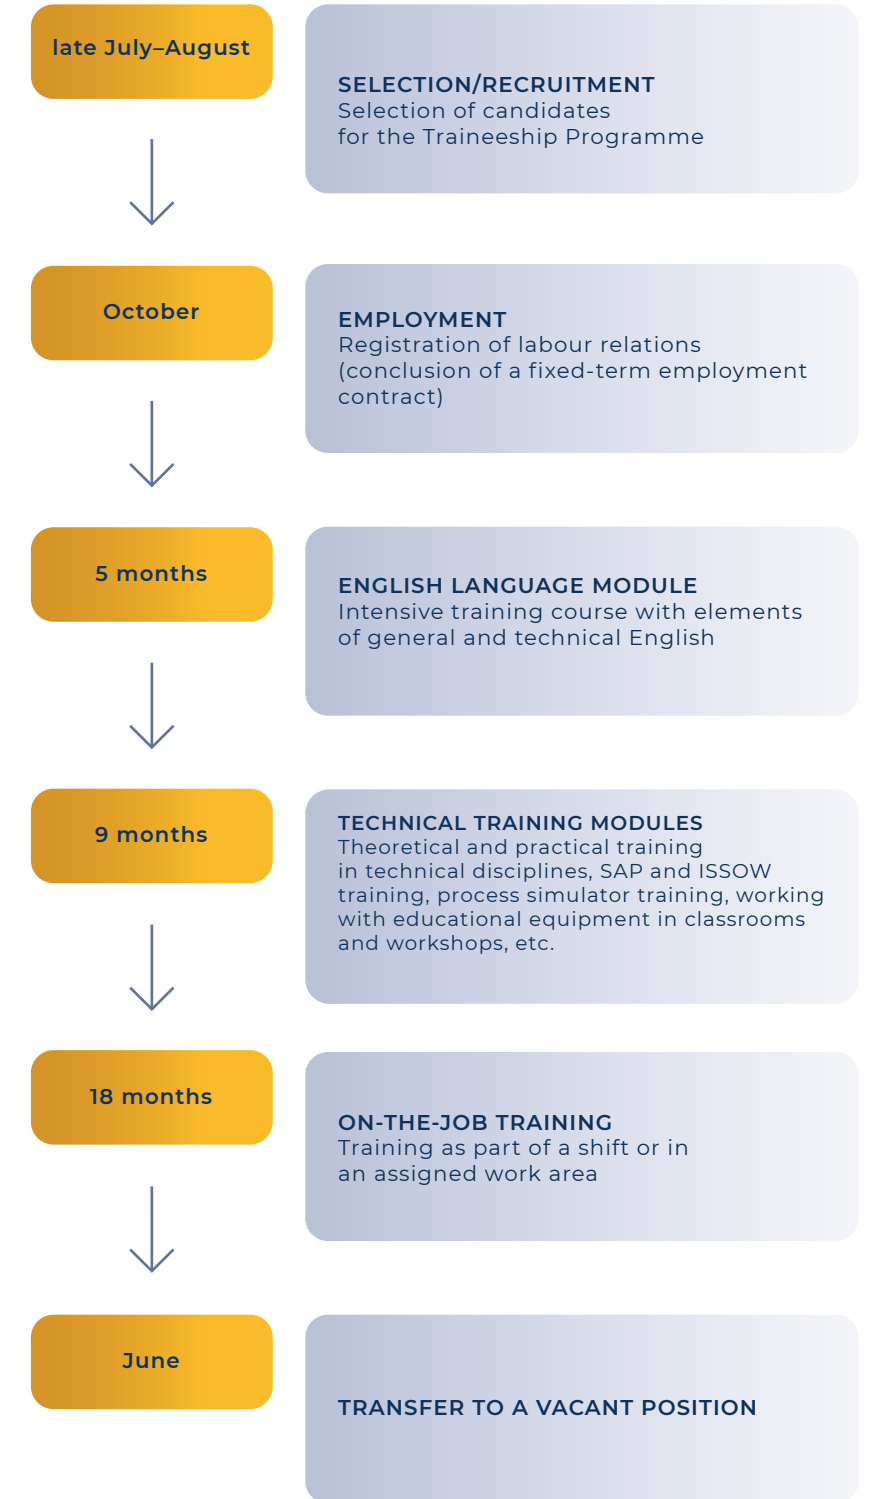 late July–August
SELECTION/RECRUITMENT
Selection of candidates
for the Traineeship Programme
October
EMPLOYMENT
Registration of labour relations
(conclusion of a fixed-term employment
contract)
5 months
ENGLISH LANGUAGE MODULE
Intensive training course with elements
of general and technical English
9 months
TECHNICAL TRAINING MODULES
Theoretical and practical training
in technical disciplines, SAP and ISSOW
training, process simulator training, working
with educational equipment in classrooms
and workshops, etc.
18 months
ON-THE-JOB TRAINING
Training as part of a shift or in
an assigned work area
June
TRANSFER TO A VACANT POSITION